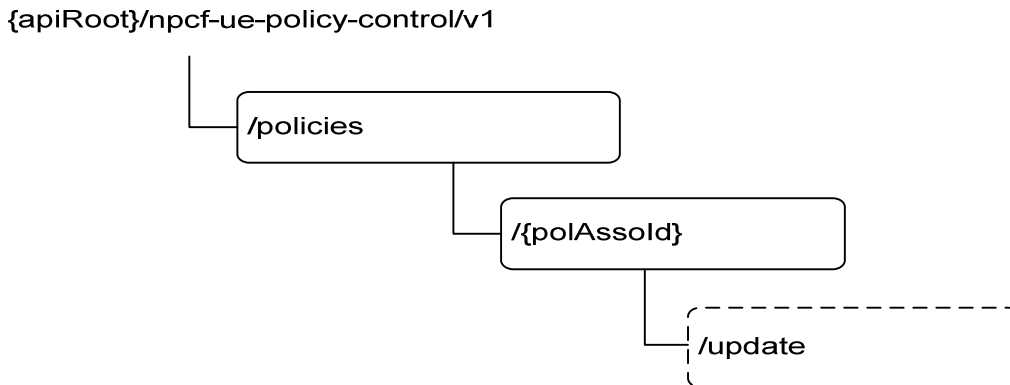 {apiRoot}/npcf-ue-policy-control/v1
/policies
/{polAssoId}
/update